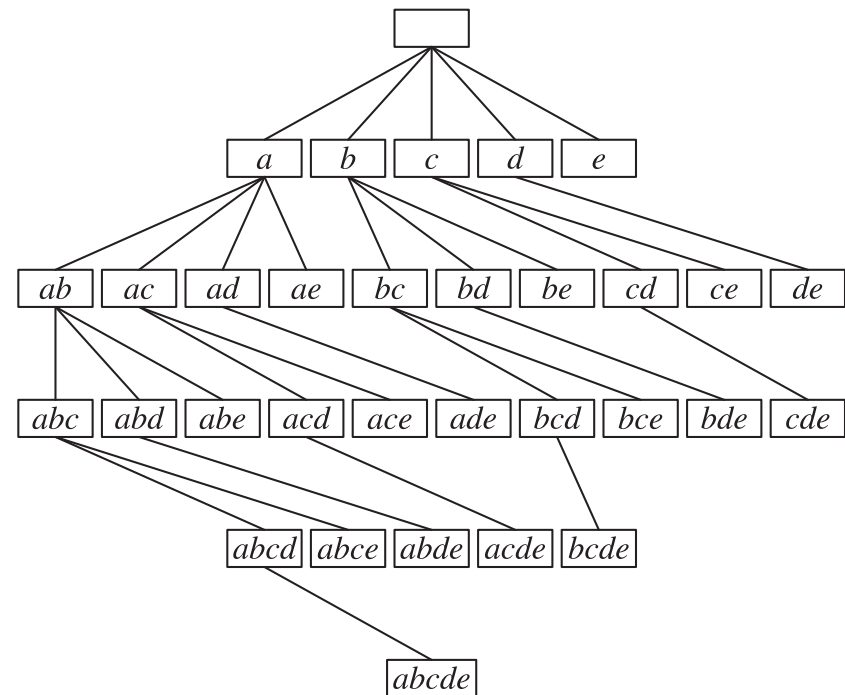 a b c d e
ab ac ad ae bc bd be cd ce de
abc abd abe acd ace ade bcd bce bde cde
abcd abce abde acde bcde
abcde